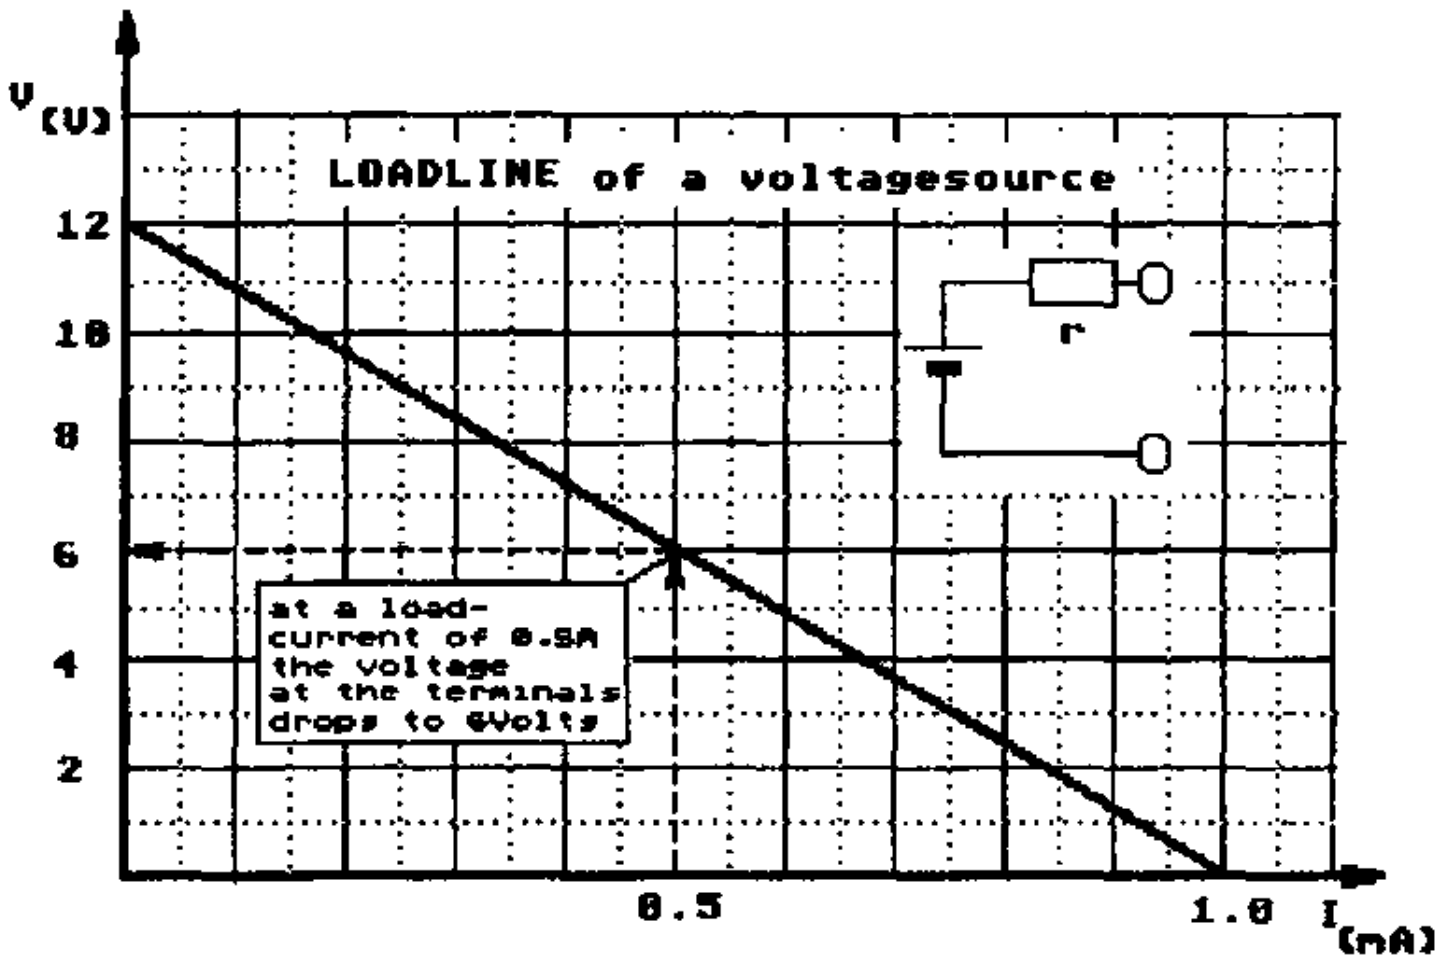 V
(V)
LOADLINE of a voltagesource
12
10
r
8
6
at a load-
current of 0.5A
the voltage
at the terminals
drops to 6Volts
4
2
0.5
1.0
I
(mA)